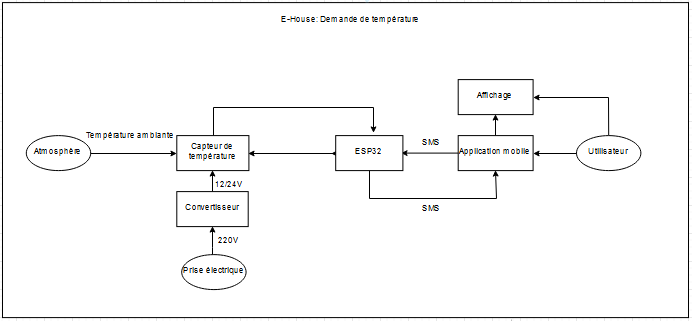 E-House: Demande de température
Affichage
Température ambiante
Atmosphère
Capteur de
température
ESP32
SMS
Application mobile
Utilisateur
12/24V
Convertisseur
SMS
220V
Prise électrique